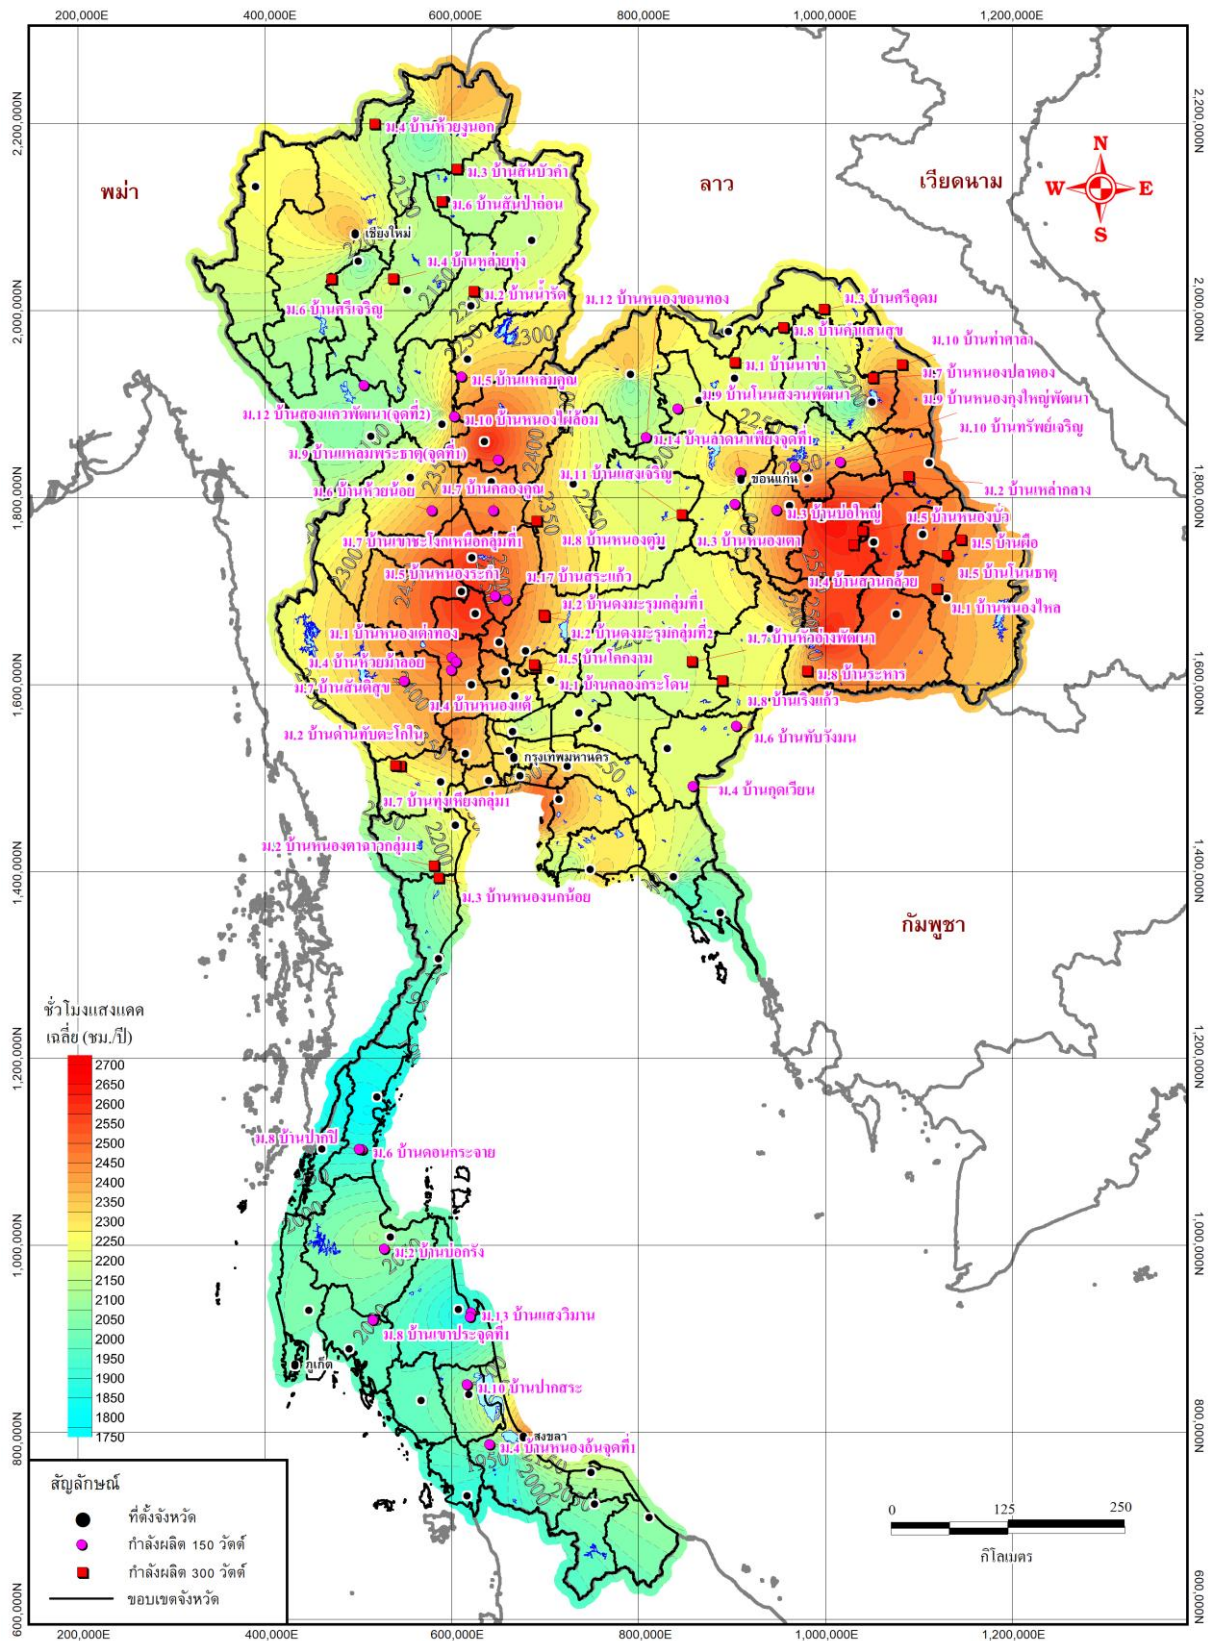 200,000E 400,000E 600,000E 800,000E 1,000,000E 1,200,000E
2,200,000N
2,000,000N
1,800,000N
1,600,000N
1,400,000N
1,200,000N
1,000,000N
800,000N
600,000N
N
W E
S
พม่า
ลาว
เวียดนาม
กัมพูชา
ม.4 บ้านห้วยงูนอก
ม.3 บ้านสันบัวคำ
ม.6 บ้านสันป่าถ่อน
เชียงใหม่
ม.4 บ้านหล่ายทุ่ง
ม.6 บ้านศรีเจริญ
ม.2 บ้านน้ำรัด
ม.12 บ้านหนองขอนทอง
ม.3 บ้านศรีอุดม
ม.8 บ้านคำแสนสุข
ม.10 บ้านท่าศาลา
ม.1 บ้านนาข่า
ม.7 บ้านหนองปลาตอง
ม.5 บ้านแหลมคูณ
ม.9 บ้านโนนสงวนพัฒนา
ม.9 บ้านหนองกุงใหญ่พัฒนา
ม.12 บ้านสองแควพัฒนา(จุดที่2)
ม.10 บ้านหนองไผ่ล้อม
ม.10 บ้านทรัพย์เจริญ
ม.14 บ้านลาดนาเพียงจุดที่1
ม.9 บ้านแหลมพระธาตุ(จุดที่1)
ม.11 บ้านแสงเจริญ
ขอนแก่น
ม.6 บ้านห้วยน้อย
ม.7 บ้านคลองคูณ
ม.2 บ้านเหล่ากลาง
ม.3 บ้านบ่อใหญ่
ม.5 บ้านหนองบัว
ม.7 บ้านเขาชะโงกเหนือกลุ่มที่1
ม.8 บ้านหนองตูม
ม.3 บ้านหนองเตา
ม.5 บ้านผือ
ม.5 บ้านหนองระกำ
ม.17 บ้านสระแก้ว
ม.4 บ้านสวนกล้วย
ม.5 บ้านโนนธาตุ
ม.2 บ้านดงมะรุมกลุ่มที่1
ม.1 บ้านหนองไหล
ม.1 บ้านหนองเต่าทอง
ม.2 บ้านดงมะรุมกลุ่มที่2
ม.7 บ้านหัวอ่างพัฒนา
ม.4 บ้านห้วยม้าลอย
ม.5 บ้านโคกงาม
ม.8 บ้านระหาร
ม.7 บ้านสันติสุข
ม.1 บ้านคลองกระโดน
ม.4 บ้านหนองแต้
ม.8 บ้านเริงแก้ว
ม.2 บ้านด่านทับตะโกใน
ม.6 บ้านทับวังมน
กรุงเทพมหานคร
ม.4 บ้านกุดเวียน
ม.7 บ้านทุ่งเหียงกลุ่ม1
ม.2 บ้านหนองตาฉาวกลุ่ม1
ม.3 บ้านหนองนกน้อย
ม.8 บ้านปากปิ
ม.6 บ้านดอนกระจาย
ม.2 บ้านบ่อกรัง
ม.13 บ้านแสงวิมาน
ม.8 บ้านเขาประจุดที่1
ภูเก็ต
ม.10 บ้านปากสระ
สงขลา
ม.4 บ้านหนองอ้นจุดที่1
ชั่วโมงแสงแดด
เฉลี่ย (ชม./ปี)
2700
2650
2600
2550
2500
2450
2400
2350
2300
2250
2200
2150
2100
2050
2000
1950
1900
1850
1800
1750
สัญลักษณ์
ที่ตั้งจังหวัด
กำลังผลิต 150 วัตต์
กำลังผลิต 300 วัตต์
ขอบเขตจังหวัด
0 125 250
กิโลเมตร
200,000E 400,000E 600,000E 800,000E 1,000,000E 1,200,000E